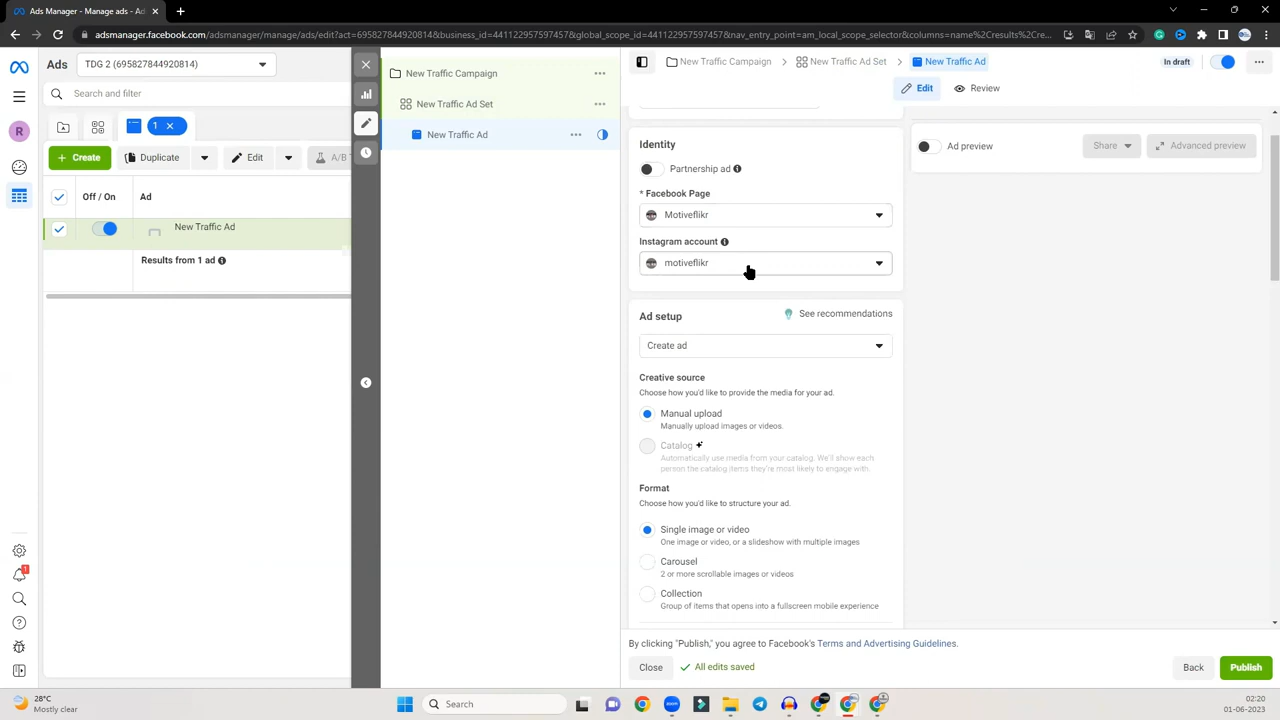 Ads Manager - Ads Manager - Ads
adsmanager.facebook.com/adsmanager/manage/ads/edit?act=695827844920814&business_id=441122957147559&global_scope_id=441122957147559&nav_entry_point=am_local_scope_selector&columns=name%2Cresults%2Cre...
Ads
TDG 2 (695827844920814)
Search and filter
1
Create
Duplicate
Edit
A/B
Off / On
Ad
New Traffic Ad
Results from 1 ad
R
1
New Traffic Campaign
New Traffic Ad Set
New Traffic Ad
New Traffic Campaign
New Traffic Ad Set
New Traffic Ad
In draft
Edit
Review
Identity
Partnership ad
* Facebook Page
Motiveflikr
Instagram account
motiveflikr
Ad setup
See recommendations
Create ad
Creative source
Choose how you'd like to provide the media for your ad.
Manual upload
Manually upload images or videos.
Catalog
Automatically use media from your catalog. We'll show each
person the catalog items they're most likely to engage with.
Format
Choose how you'd like to structure your ad.
Single image or video
One image or video, or a slideshow with multiple images
Carousel
2 or more scrollable images or videos
Collection
Group of items that opens into a fullscreen mobile experience
Ad preview
Share
Advanced preview
By clicking "Publish," you agree to Facebook's Terms and Advertising Guidelines.
Close
All edits saved
Back
Publish
28°C
Mostly clear
Search
02:20
01-06-2023